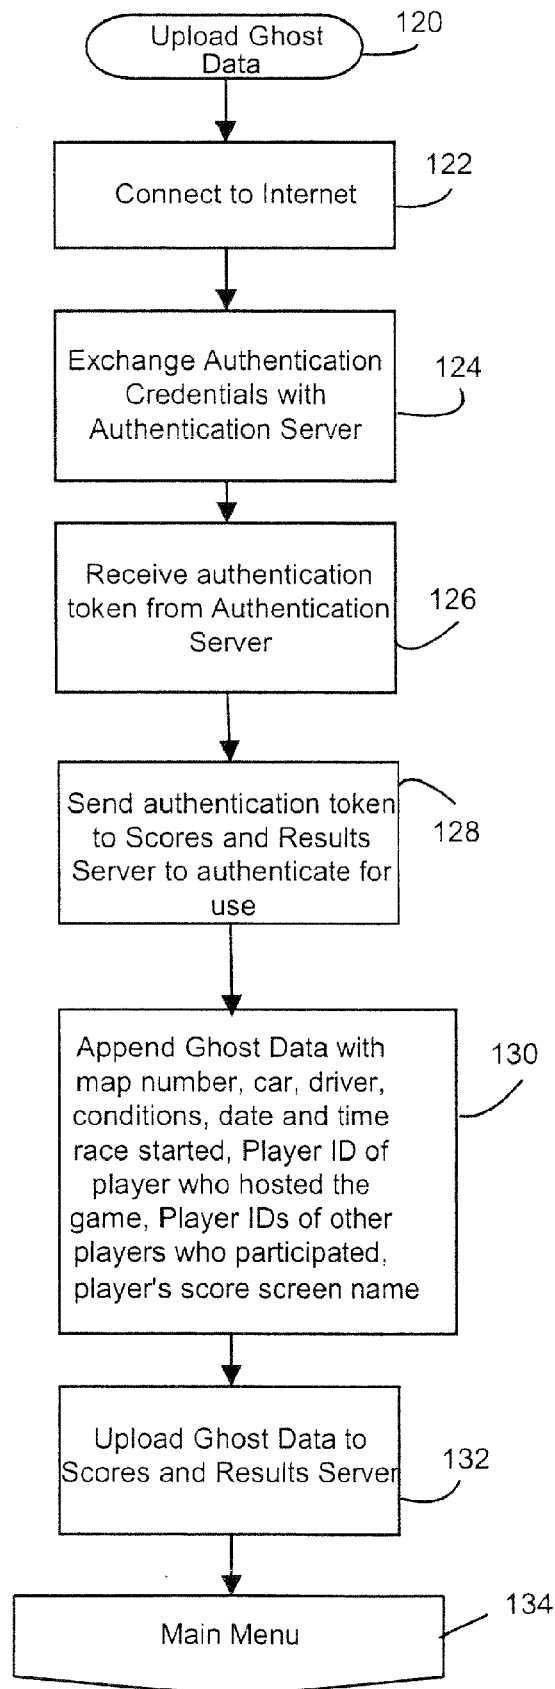 Upload Ghost
Data
120
Connect to Internet
122
Exchange Authentication
Credentials with
Authentication Server
124
Receive authentication
token from Authentication
Server
126
Send authentication token
to Scores and Results
Server to authenticate for
use
128
Append Ghost Data with
map number, car, driver,
conditions, date and time
race started, Player ID of
player who hosted the
game, Player IDs of other
players who participated,
player's score screen name
130
Upload Ghost Data to
Scores and Results Server
132
Main Menu
134